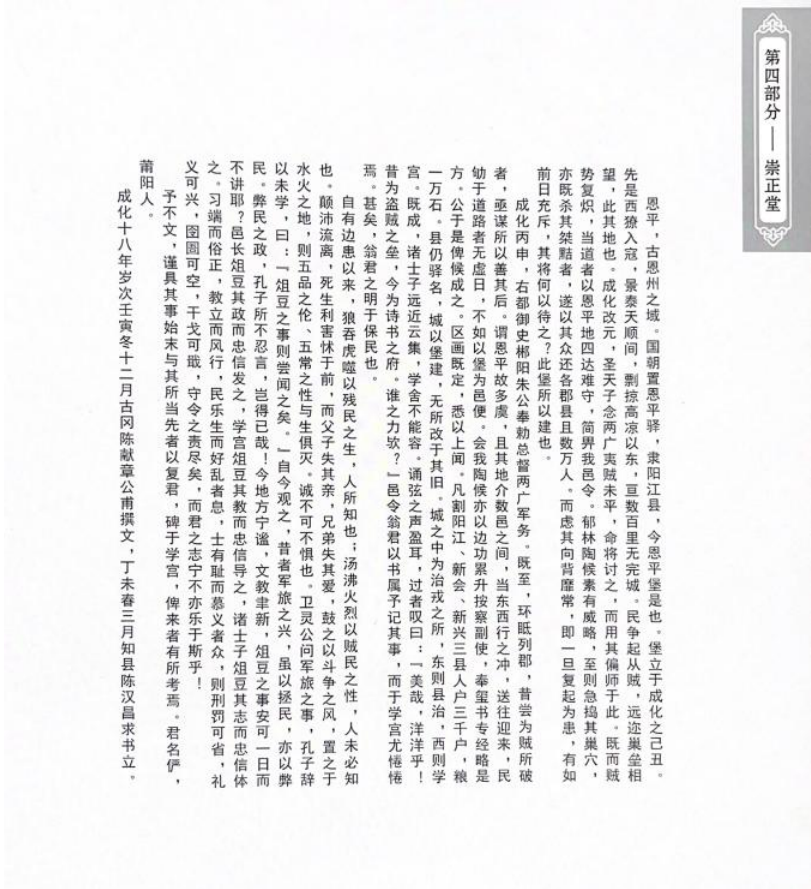 第四部分——崇正堂
恩平，古恩州之域。国朝置恩平驿，隶阳江县，今恩平堡是也。堡立于成化之己丑。
先是西獠入寇，景泰天顺间，剽掠高凉以东，亘数百里无完城。民争起从贼，远迩巢垒相
望，此其地也。成化改元，圣天子念两广夷贼未平，命将讨之，而用其偏师于此。既而贼
势复炽，当道者以恩平地四达难守，简畀我邑令。郁林陶候素有威略，至则急捣其巢穴，
亦既杀其桀黠者，遂以其众还各郡县且数万人。而虑其向背靡常，即一旦复起为患，有如
前日充斥，其将何以待之？此堡所以建也。
成化丙申，右都御史郴阳朱公奉勅总督两广军务。既至，环眂列郡，昔尝为贼所破
者，亟谋所以善其后。谓恩平故多虞，且其地介数邑之间，当东西行之冲，送往迎来，民
劬于道路者无虚日，不如以堡为邑便。会我陶候亦以边功累升按察副使，奉玺书专经略是
方。公于是俾候成之。区画既定，悉以上闻。凡割阳江、新会、新兴三县人户三千户，粮
一万石。县仍驿名，城以堡建，无所改于其旧。城之中为治戎之所，东则县治，西则学
宫。既成，诸士子远近云集，学舍不能容。诵弦之声盈耳，过者叹曰：『美哉，洋洋乎！
昔为盗贼之垒，今为诗书之府。谁之力欤？』邑令翁君以书属予记其事，而于学宫尤惓惓
焉。甚矣，翁君之明于保民也。
自有边患以来，狼吞虎噬以残民之生，人所知也；汤沸火烈以贼民之性，人未必知
也。颠沛流离，死生利害怵于前，而父子失其亲，兄弟失其爱，鼓之以斗争之风，置之于
水火之地，则五品之伦、五常之性与生俱灭。诚不可不惧也。卫灵公问军旅之事，孔子辞
以未学，曰：『俎豆之事则尝闻之矣。』自今观之，昔者军旅之兴，虽以拯民，亦以弊
民。弊民之政，孔子所不忍言，岂得已哉！今地方宁谧，文教聿新，俎豆之事安可一日而
不讲耶？邑长俎豆其政而忠信发之，学宫俎豆其教而忠信导之，诸士子俎豆其志而忠信体
之。习端而俗正，教立而风行，民乐生而好乱者息，士有耻而慕义者众，则刑罚可省，礼
义可兴，囹圄可空，干戈可戢，守令之责尽矣，而君之志宁不亦乐于斯乎！
予不文，谨具其事始末与其所当先者以复君，碑于学宫，俾来者有所考焉。君名俨，
莆阳人。
成化十八年岁次壬寅冬十二月古冈陈献章公甫撰文，丁未春三月知县陈汉昌求书立。